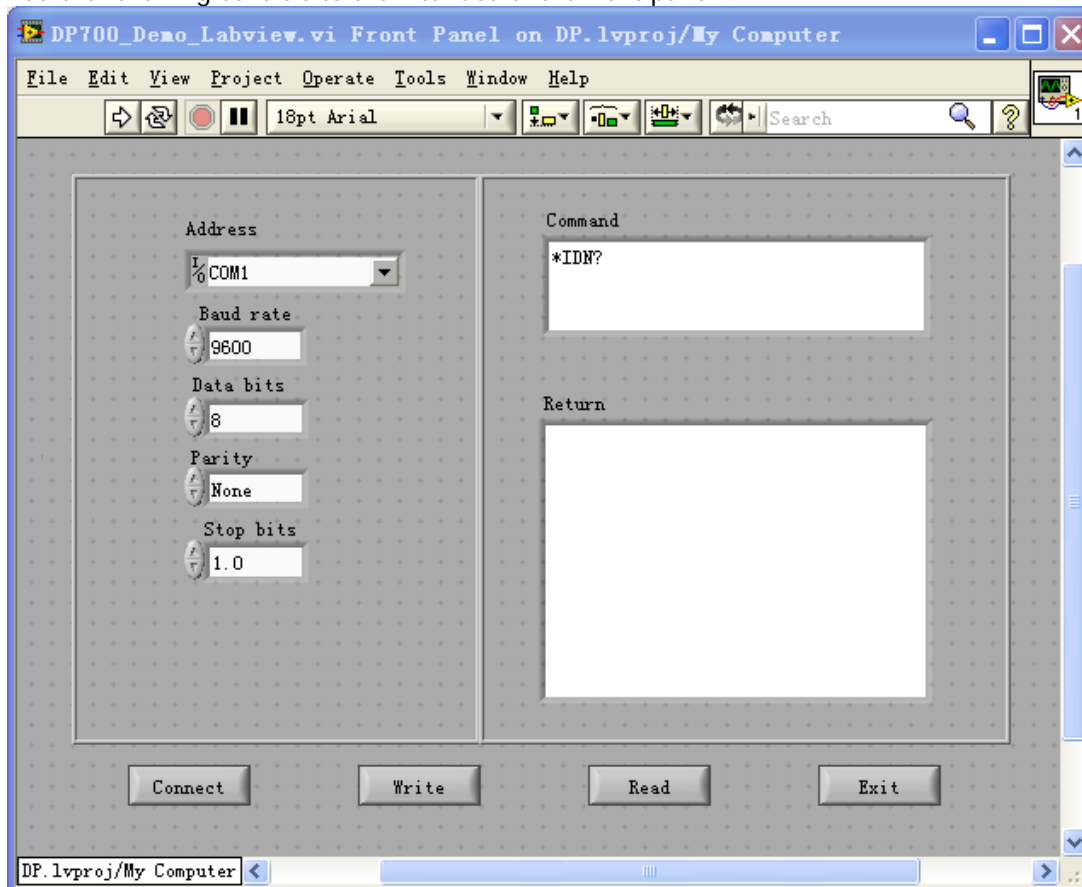 DP700_Demo_Labview.vi Front Panel on DP.lvproj/My Computer
File Edit View Project Operate Tools Window Help
18pt Arial
Search
1
Address
COM1
Baud rate
9600
Data bits
8
Parity
None
Stop bits
1.0
Command
*IDN?
Return
Connect Write Read Exit
DP.lvproj/My Computer